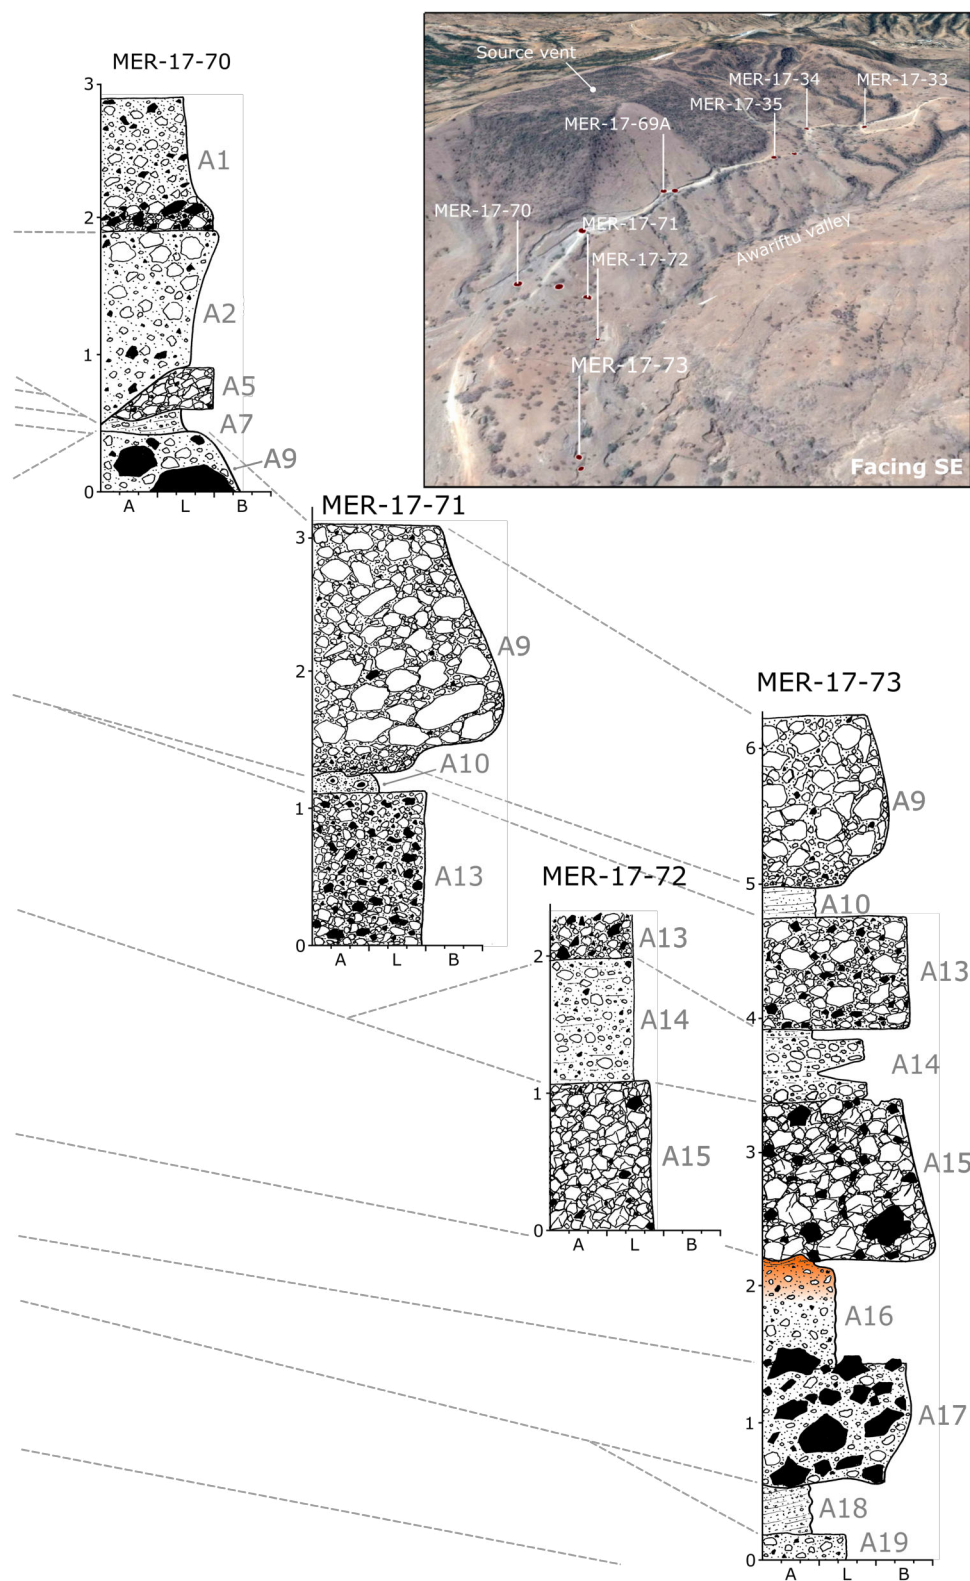 MER-17-70
3
2
1
0
A1
A2
A5
A7
A9
A L B
Source vent
MER-17-34
MER-17-33
MER-17-35
MER-17-69A
MER-17-70
MER-17-71
MER-17-72
Awariftu valley
MER-17-73
Facing SE
MER-17-71
3
2
1
0
A9
A10
A13
A L B
MER-17-72
2
1
0
A13
A14
A15
A L B
MER-17-73
6
5
4
3
2
1
0
A9
A10
A13
A14
A15
A16
A17
A18
A19
A L B